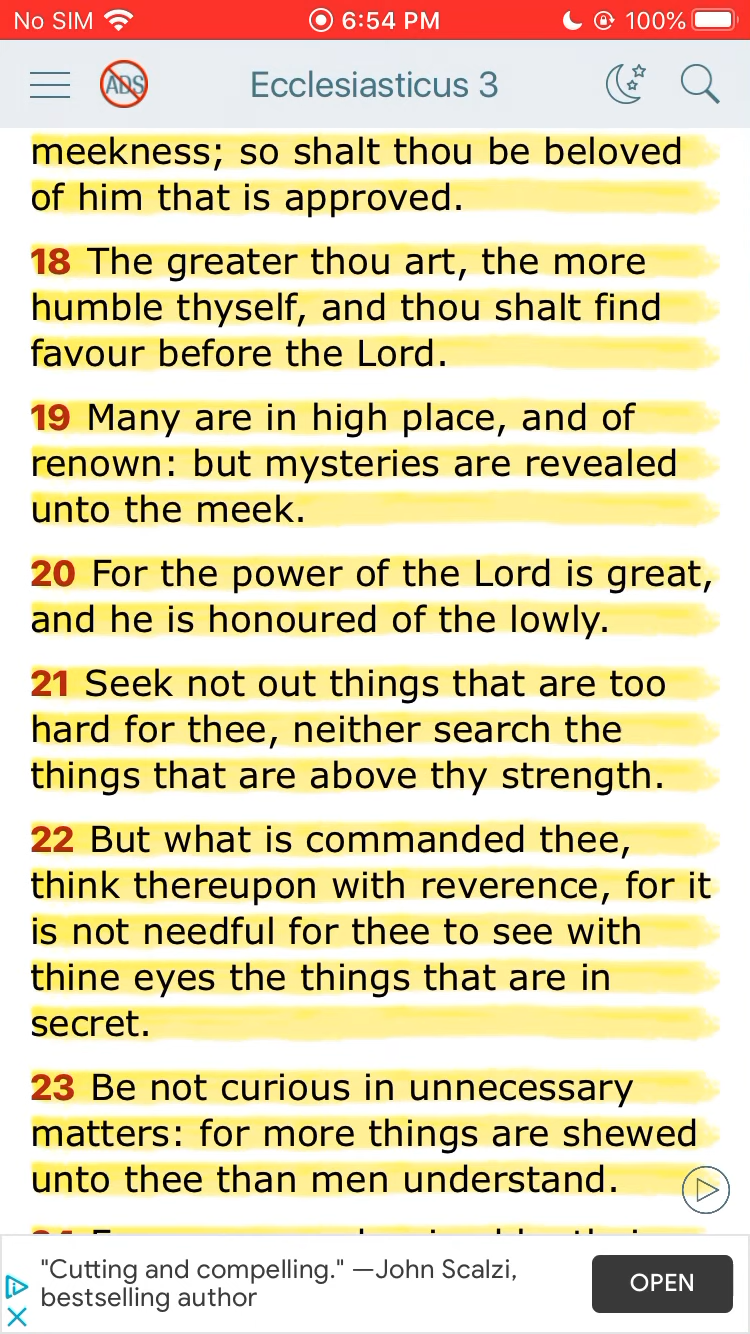 No SIM 6:54 PM 100%
ADS Ecclesiasticus 3
meekness; so shalt thou be beloved
of him that is approved.
18 The greater thou art, the more
humble thyself, and thou shalt find
favour before the Lord.
19 Many are in high place, and of
renown: but mysteries are revealed
unto the meek.
20 For the power of the Lord is great,
and he is honoured of the lowly.
21 Seek not out things that are too
hard for thee, neither search the
things that are above thy strength.
22 But what is commanded thee,
think thereupon with reverence, for it
is not needful for thee to see with
thine eyes the things that are in
secret.
23 Be not curious in unnecessary
matters: for more things are shewed
unto thee than men understand.
"Cutting and compelling." —John Scalzi,
bestselling author
OPEN